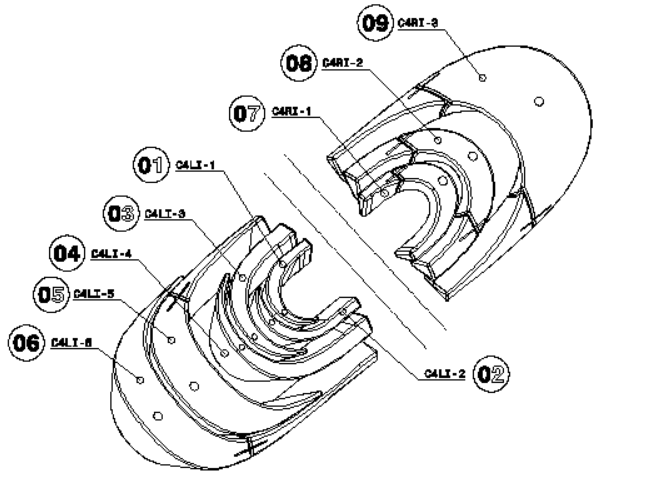 09 C4RI-3
08 C4RI-2
07 C4RI-1
01 C4LI-1
03 C4LI-3
04 C4LI-4
05 C4LI-5
06 C4LI-6
C4LI-2 02